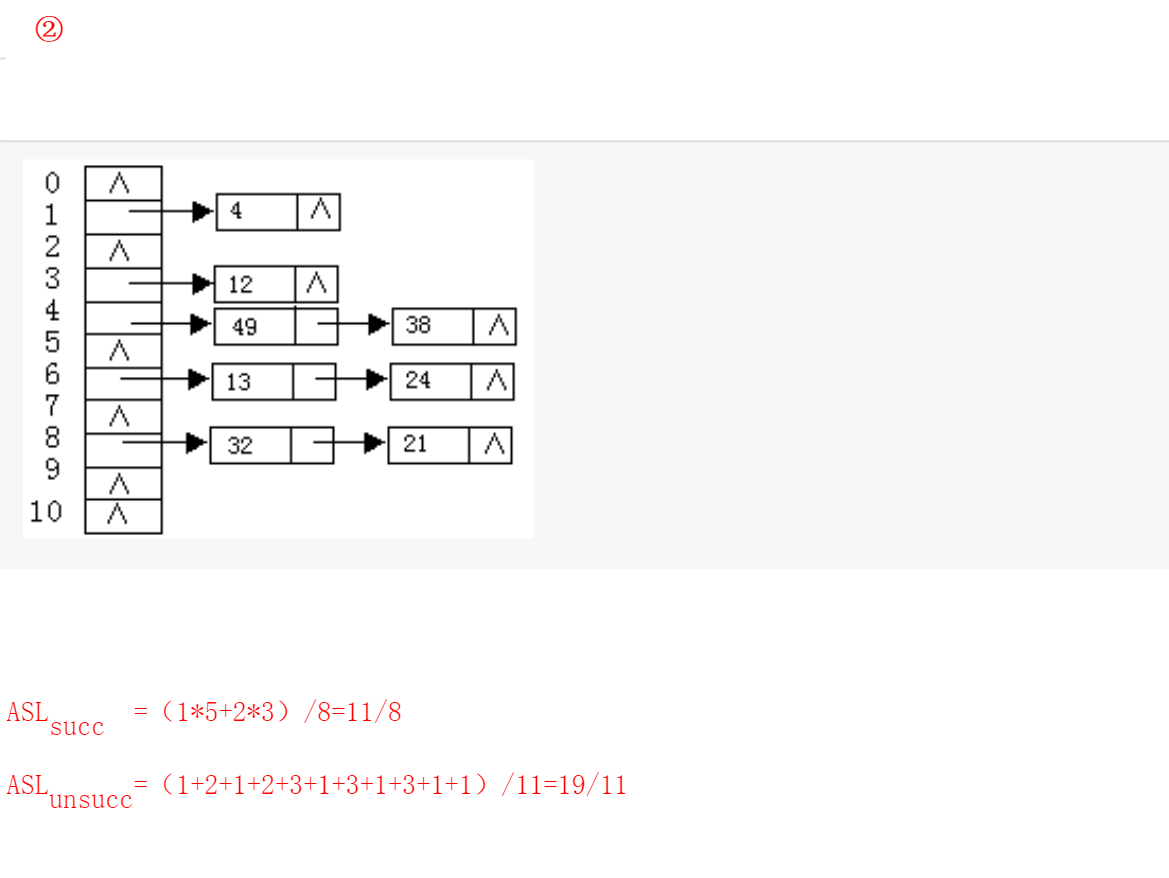 ②
0 ∧
1 4 ∧
2 ∧
3 12 ∧
4 49 38 ∧
5 ∧
6 13 24 ∧
7 ∧
8 32 21 ∧
9 ∧
10 ∧
ASLsucc =（1*5+2*3）/8=11/8
ASLunsucc=（1+2+1+2+3+1+3+1+3+1+1）/11=19/11